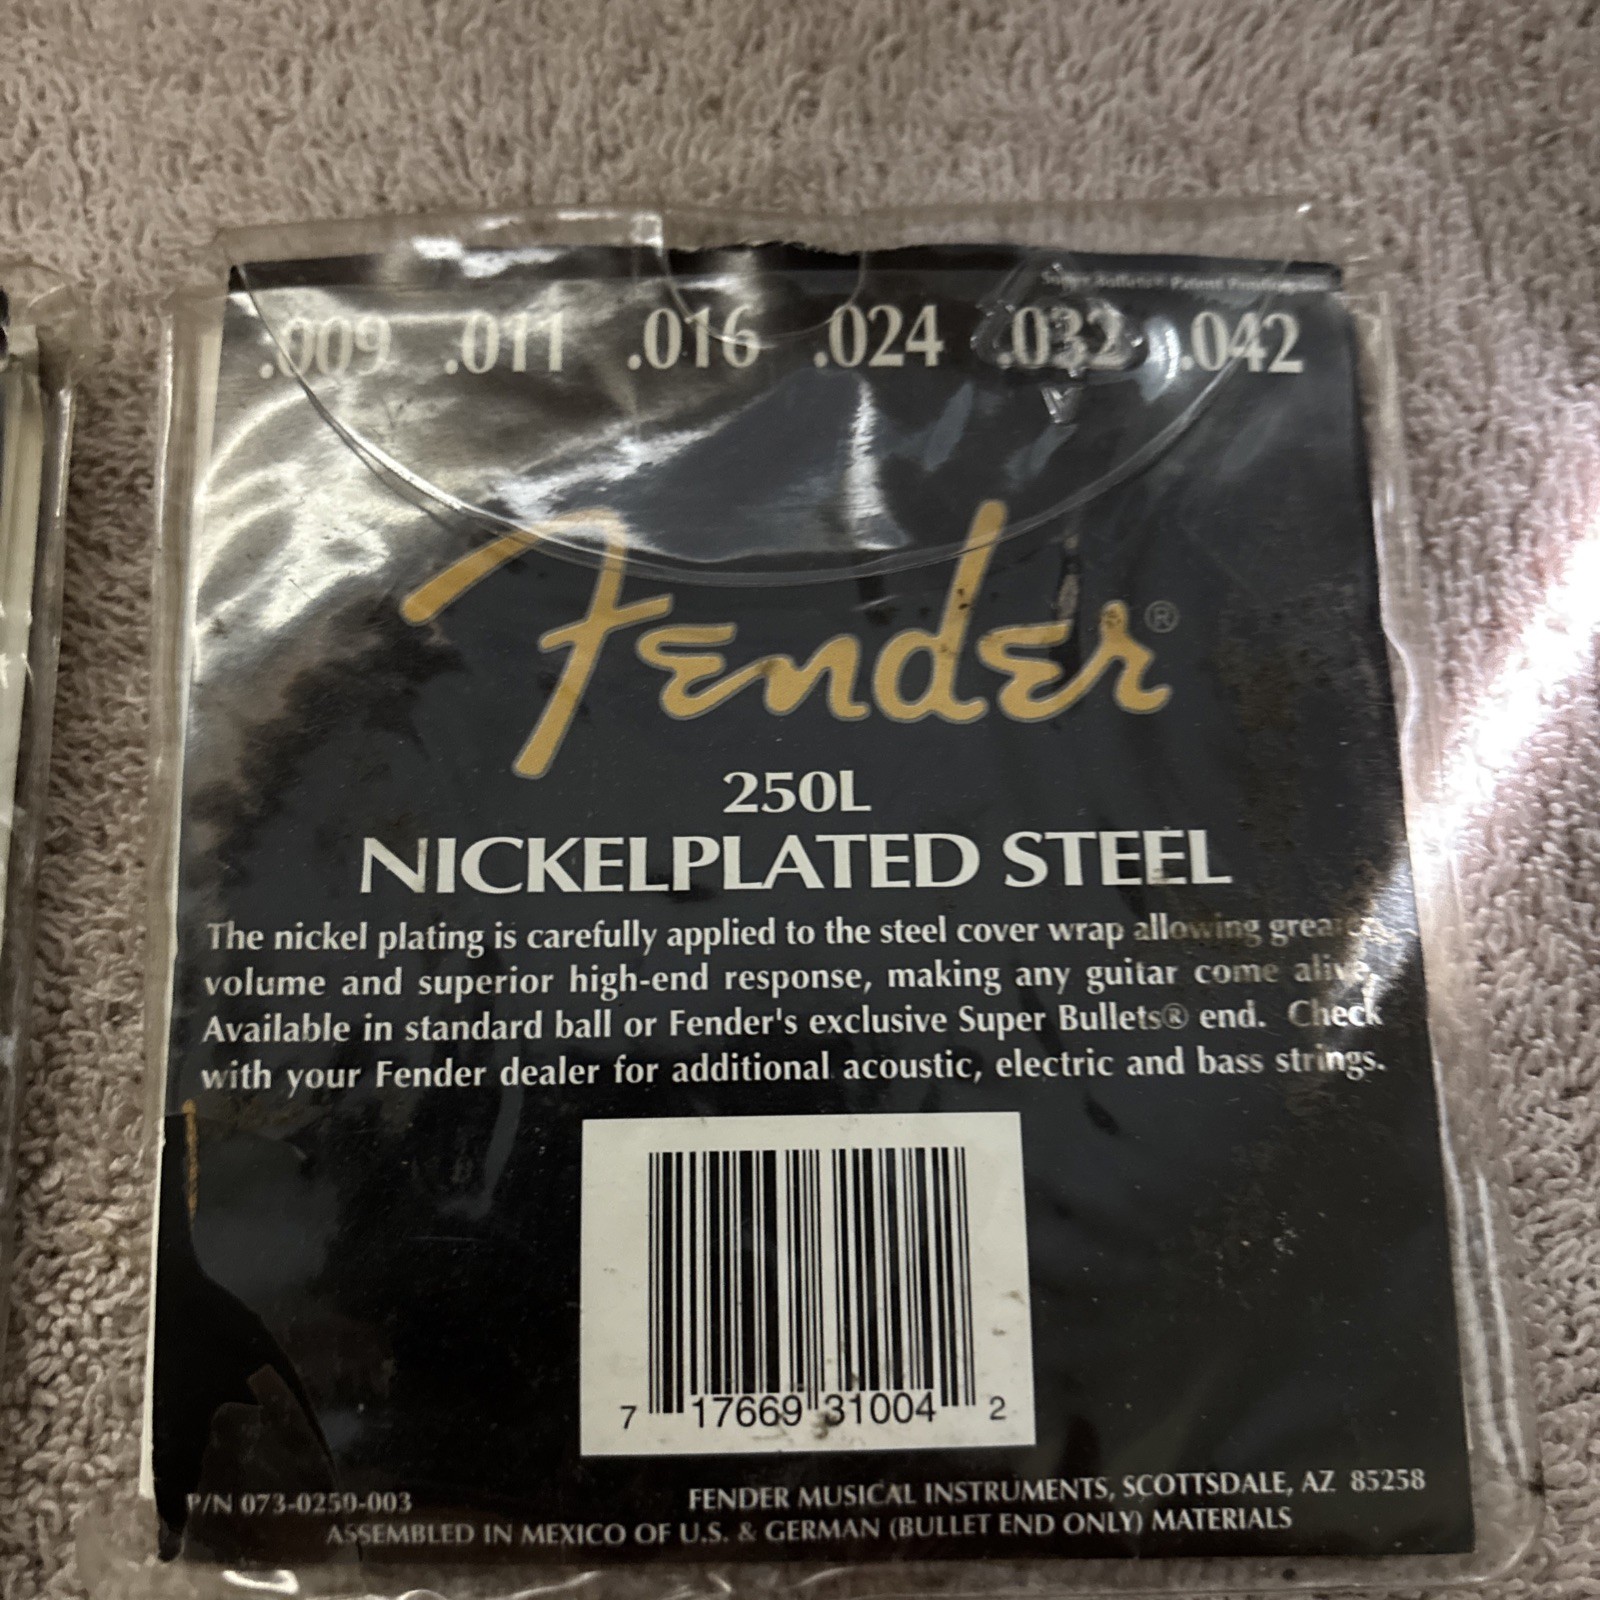 Super Bullets® Patent Pending
.009 .011 .016 .024 .032 .042
Fender®
250L
NICKELPLATED STEEL
The nickel plating is carefully applied to the steel cover wrap allowing greater
volume and superior high-end response, making any guitar come alive.
Available in standard ball or Fender's exclusive Super Bullets® end. Check
with your Fender dealer for additional acoustic, electric and bass strings.
7 17669 31004 2
P/N 073-0250-003
FENDER MUSICAL INSTRUMENTS, SCOTTSDALE, AZ 85258
ASSEMBLED IN MEXICO OF U.S. & GERMAN (BULLET END ONLY) MATERIALS